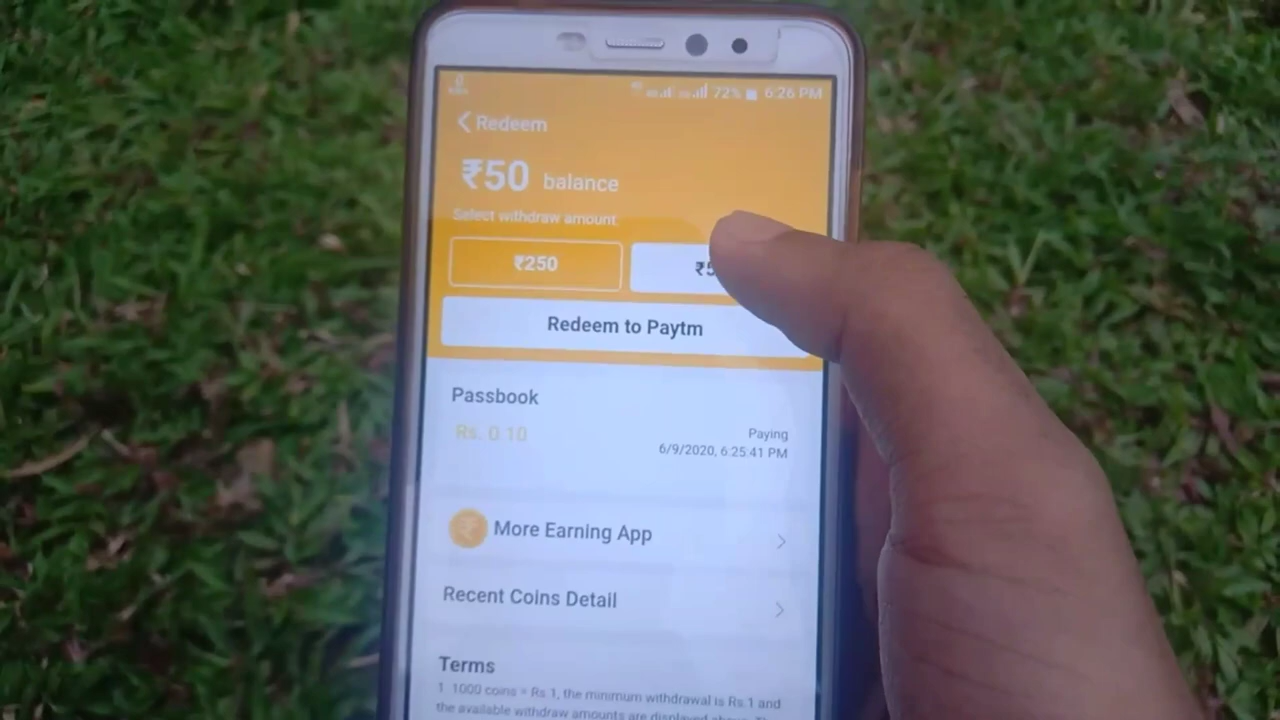 72% 6:26 PM
Redeem
₹50 balance
Select withdraw amount
₹250
₹5
Redeem to Paytm
Passbook
Rs. 0.10
Paying
6/9/2020, 6:25:41 PM
More Earning App
Recent Coins Detail
Terms
1 1000 coins = Rs.1, the minimum withdrawal is Rs.1 and
the available withdraw amounts are displayed above.